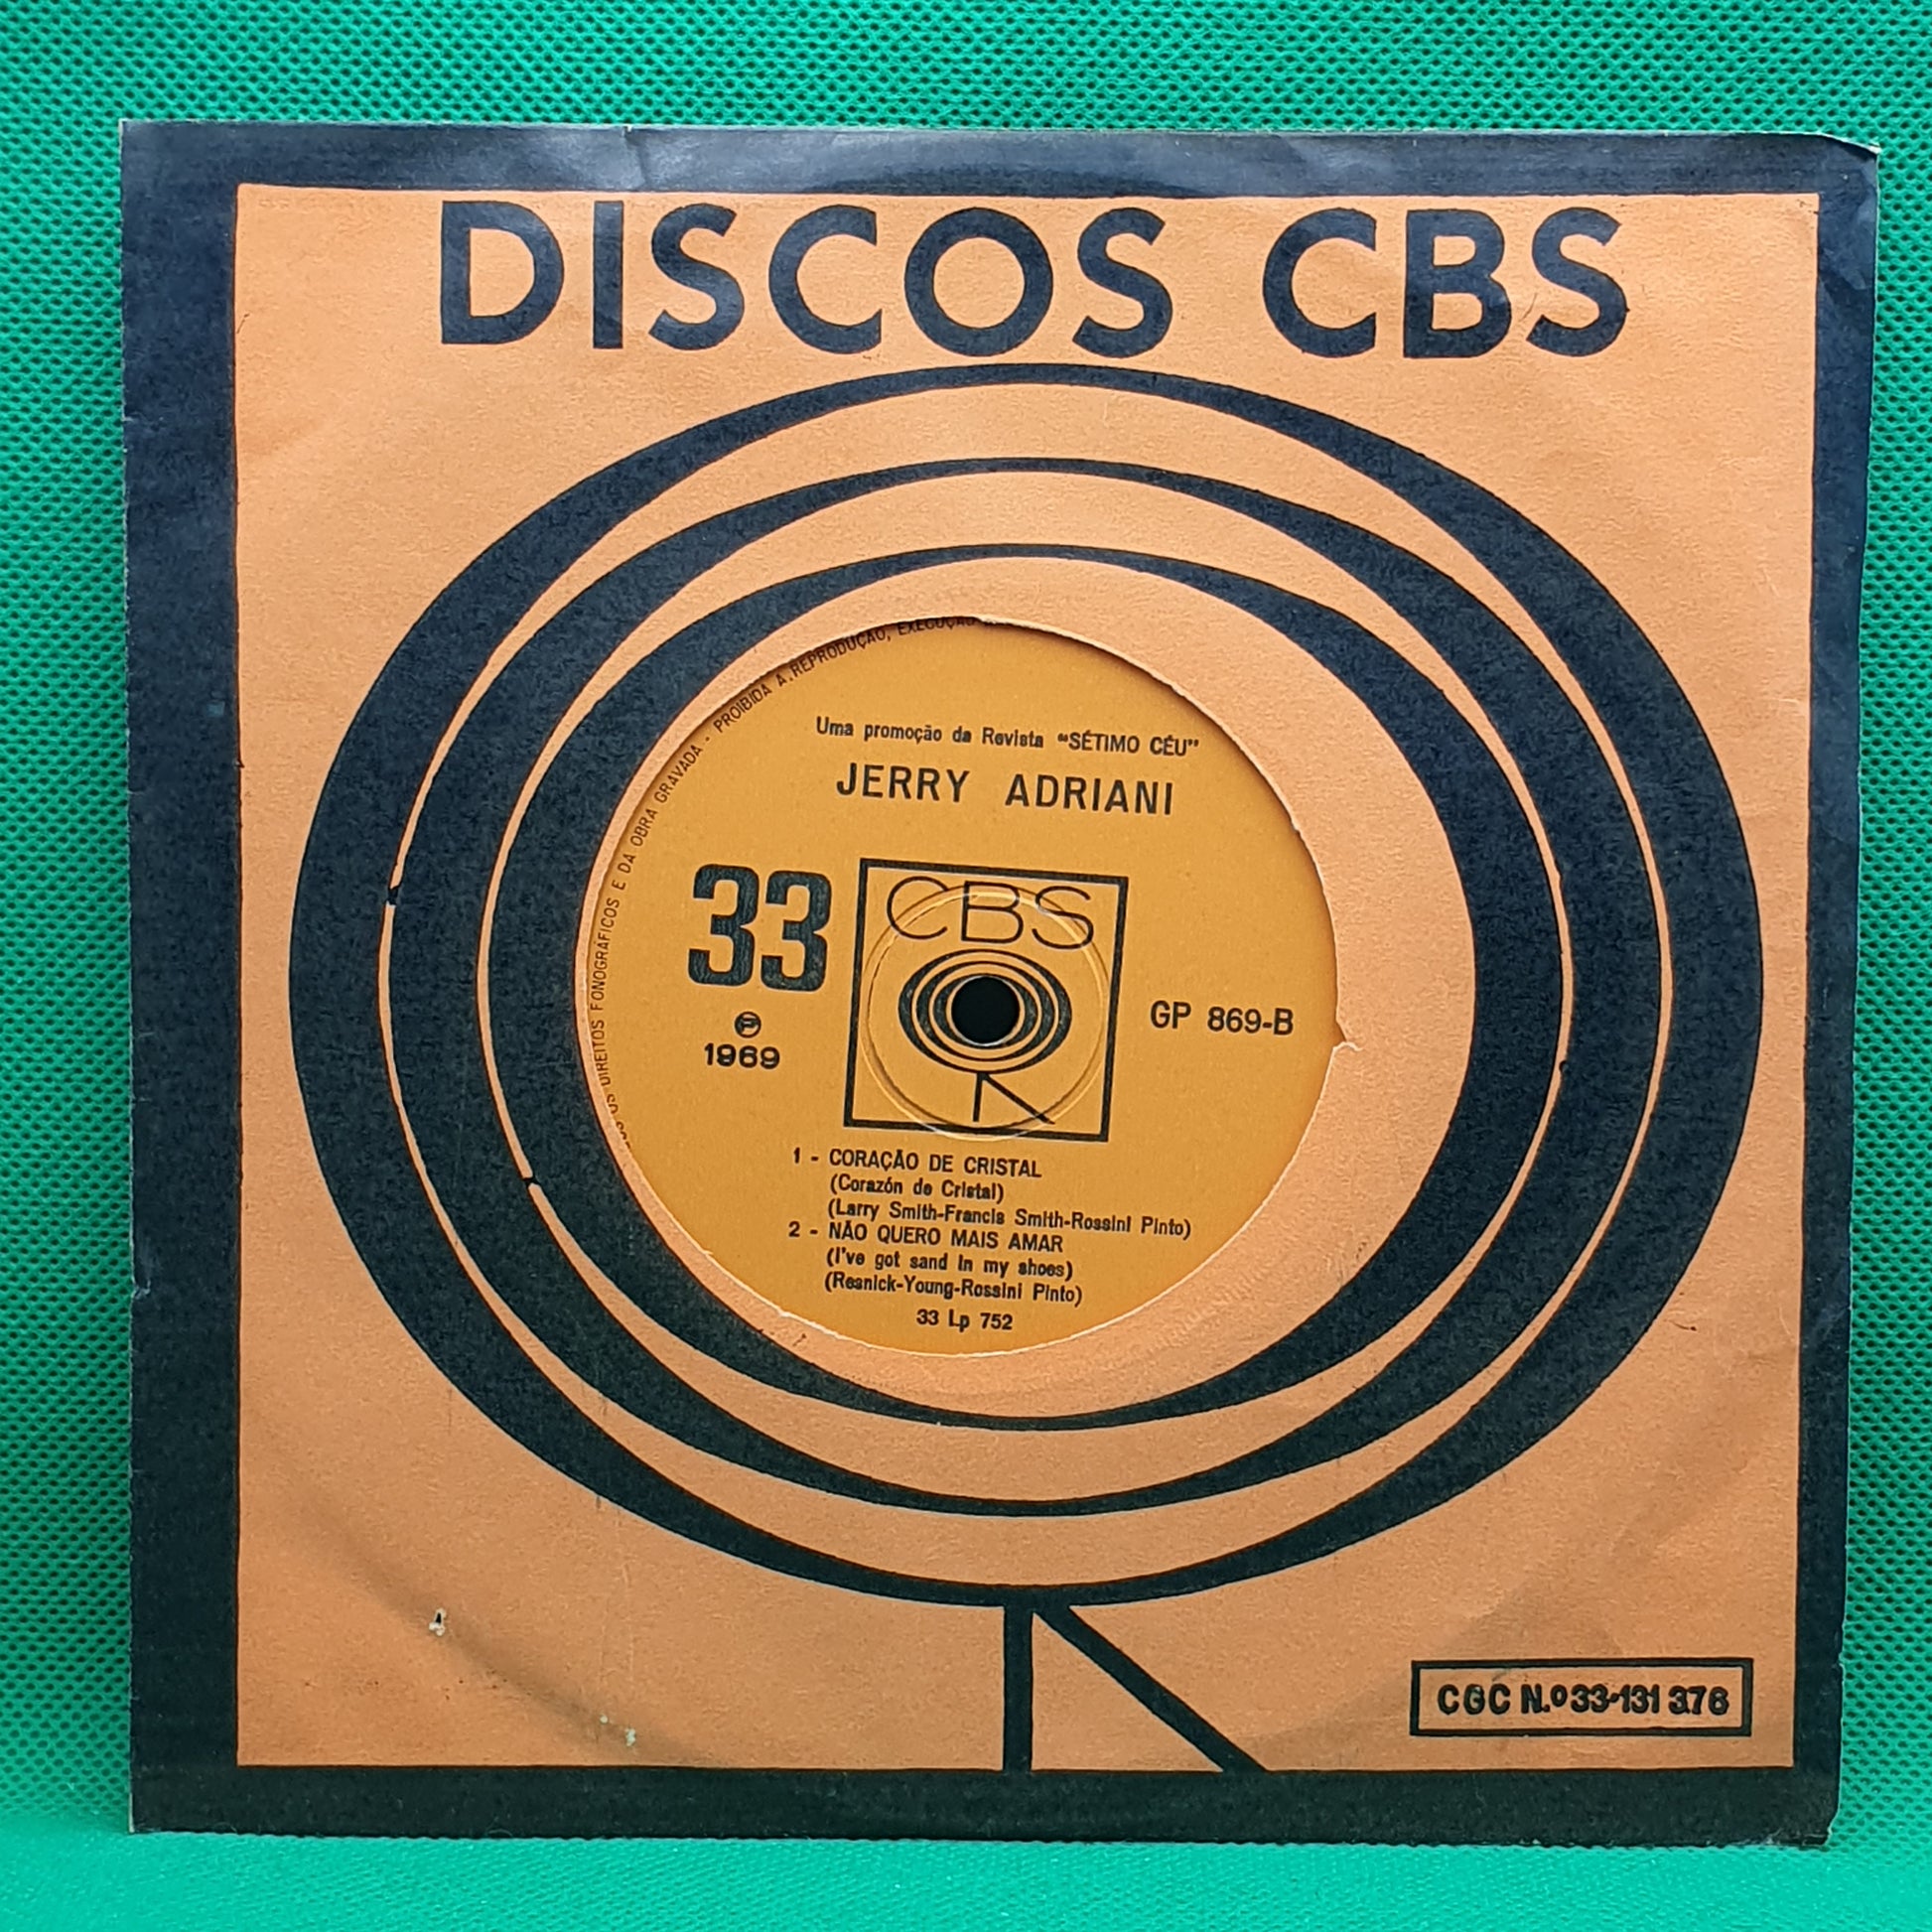 DISCOS CBS
DIREITOS FONOGRÁFICOS E DA OBRA GRAVADA - PROIBIDA A REPRODUÇÃO, EXECUÇÃO
Uma promoção da Revista "SÉTIMO CÉU"
JERRY ADRIANI
33
CBS
℗
1969
GP 869-B
1 - CORAÇÃO DE CRISTAL
(Corazón de Cristal)
(Larry Smith-Francis Smith-Rossini Pinto)
2 - NÃO QUERO MAIS AMAR
(I've got sand in my shoes)
(Resnick-Young-Rossini Pinto)
33 Lp 752
CGC N.º 33-131 376